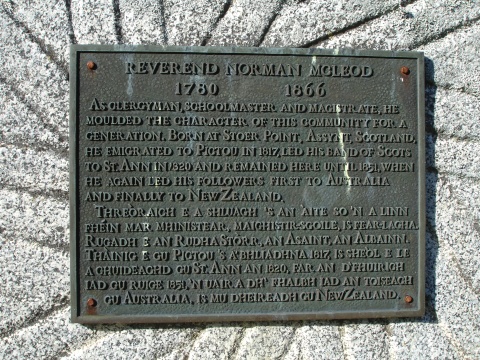 REVEREND NORMAN MCLEOD
1780 1866
AS CLERGYMAN, SCHOOLMASTER AND MAGISTRATE, HE
MOULDED THE CHARACTER OF THIS COMMUNITY FOR A
GENERATION. BORN AT STOER POINT, ASSYNT, SCOTLAND,
HE EMIGRATED TO PICTOU IN 1817, LED HIS BAND OF SCOTS
TO ST. ANN IN 1820 AND REMAINED HERE UNTIL 1851, WHEN
HE AGAIN LED HIS FOLLOWERS FIRST TO AUSTRALIA
AND FINALLY TO NEW ZEALAND.
THREÒRAICH E A SHLUAGH 'S AN ÀITE SO 'N A LINN
FHÉIN MAR MHINISTEAR, MAIGHISTIR-SGOILE, IS FEAR-LAGHA.
RUGADH E AN RUDHA STÒRR, AN ASAINT, AN ALBAINN.
THÀINIG E GU PICTOU 'S A' BHLIADHNA 1817, IS SHEÒL E LE
A CHUIDEACHD GU ST. ANN AN 1820, FAR AN D'FHUIRICH
IAD GU RUIGE 1851, 'N UAIR A DH' FHALBH IAD AN TOISEACH
GU AUSTRALIA, IS MU DHEIREADH GU NEW ZEALAND.